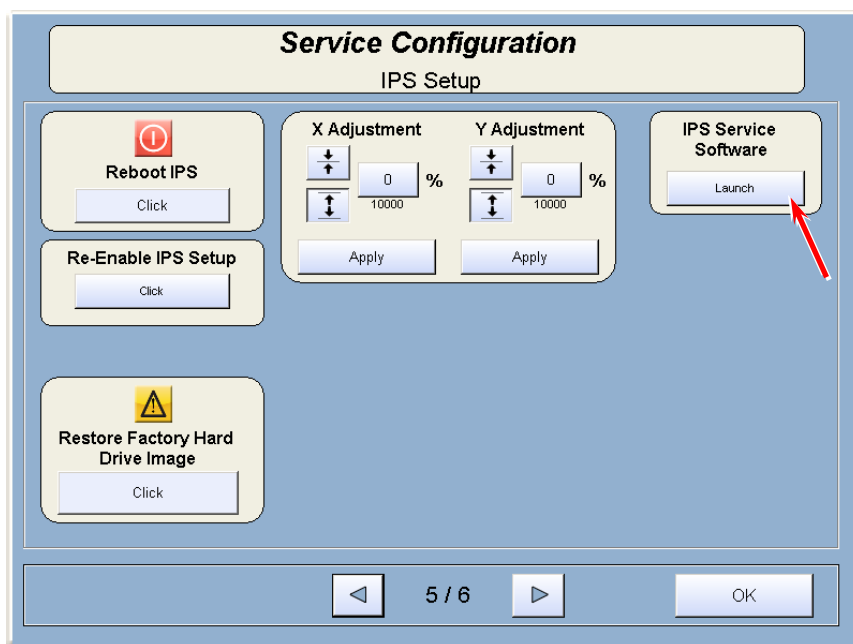 Service Configuration
IPS Setup
Reboot IPS
Click
Re-Enable IPS Setup
Click
Restore Factory Hard
Drive Image
Click
X Adjustment
0 %
10000
Apply
Y Adjustment
0 %
10000
Apply
IPS Service
Software
Launch
5 / 6
OK